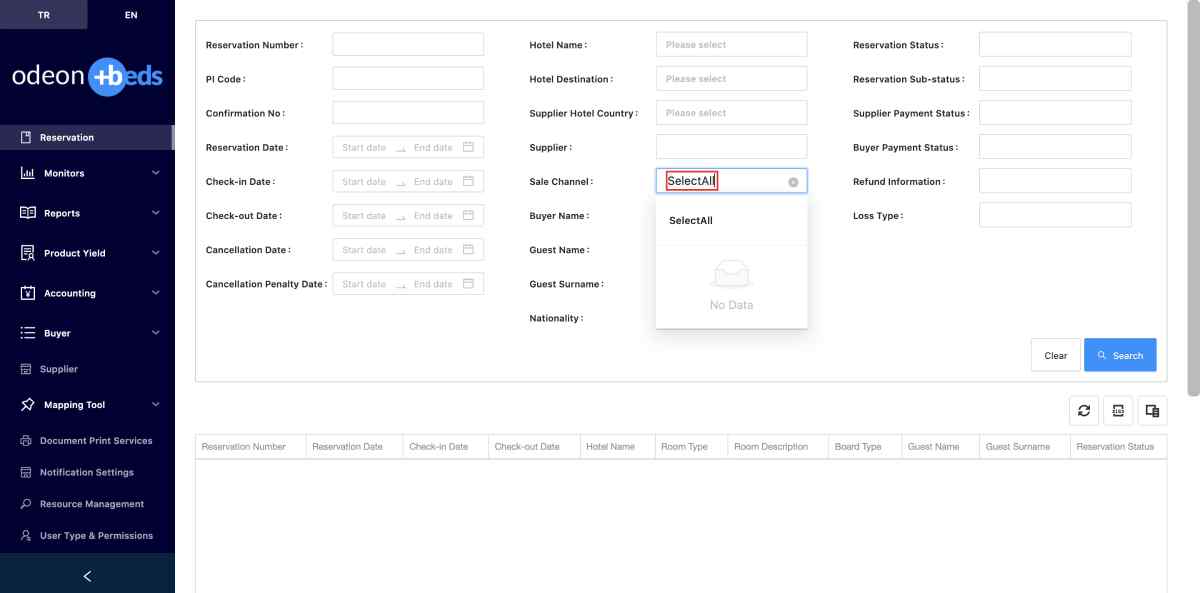 TR
EN
odeon +beds
Reservation
Monitors
Reports
Product Yield
Accounting
Buyer
Supplier
Mapping Tool
Document Print Services
Notification Settings
Resource Management
User Type & Permissions
Reservation Number :
PI Code :
Confirmation No :
Reservation Date : Start date End date
Check-in Date : Start date End date
Check-out Date : Start date End date
Cancellation Date : Start date End date
Cancellation Penalty Date : Start date End date
Hotel Name : Please select
Hotel Destination : Please select
Supplier Hotel Country : Please select
Supplier :
Sale Channel : SelectAll
SelectAll
No Data
Buyer Name :
Guest Name :
Guest Surname :
Nationality :
Reservation Status :
Reservation Sub-status :
Supplier Payment Status :
Buyer Payment Status :
Refund Information :
Loss Type :
Clear
Search
Reservation Number Reservation Date Check-in Date Check-out Date Hotel Name Room Type Room Description Board Type Guest Name Guest Surname Reservation Status